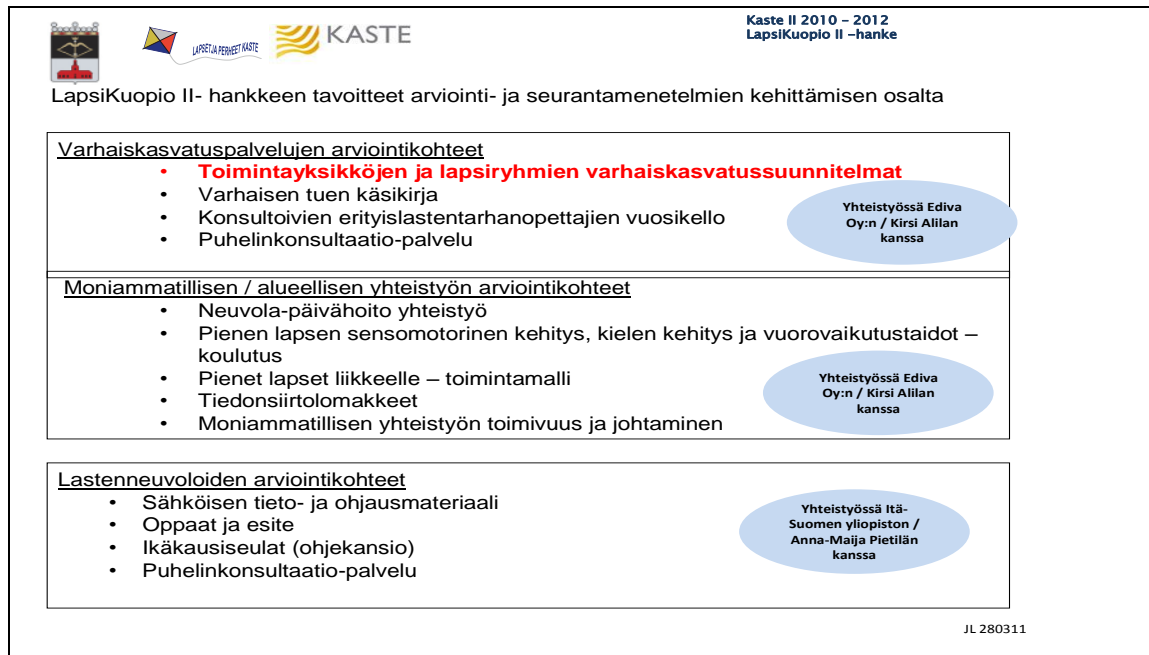 LAPSET JA PERHEET KASTE
KASTE
Kaste II 2010 – 2012
LapsiKuopio II –hanke
LapsiKuopio II- hankkeen tavoitteet arviointi- ja seurantamenetelmien kehittämisen osalta
Varhaiskasvatuspalvelujen arviointikohteet
• Toimintayksikköjen ja lapsiryhmien varhaiskasvatussuunnitelmat
• Varhaisen tuen käsikirja
• Konsultoivien erityislastentarhanopettajien vuosikello
• Puhelinkonsultaatio-palvelu
Yhteistyössä Ediva
Oy:n / Kirsi Alilan
kanssa
Moniammatillisen / alueellisen yhteistyön arviointikohteet
• Neuvola-päivähoito yhteistyö
• Pienen lapsen sensomotorinen kehitys, kielen kehitys ja vuorovaikutustaidot –
koulutus
• Pienet lapset liikkeelle – toimintamalli
• Tiedonsiirtolomakkeet
• Moniammatillisen yhteistyön toimivuus ja johtaminen
Yhteistyössä Ediva
Oy:n / Kirsi Alilan
kanssa
Lastenneuvoloiden arviointikohteet
• Sähköisen tieto- ja ohjausmateriaali
• Oppaat ja esite
• Ikäkausiseulat (ohjekansio)
• Puhelinkonsultaatio-palvelu
Yhteistyössä Itä-
Suomen yliopiston /
Anna-Maija Pietilän
kanssa
JL 280311